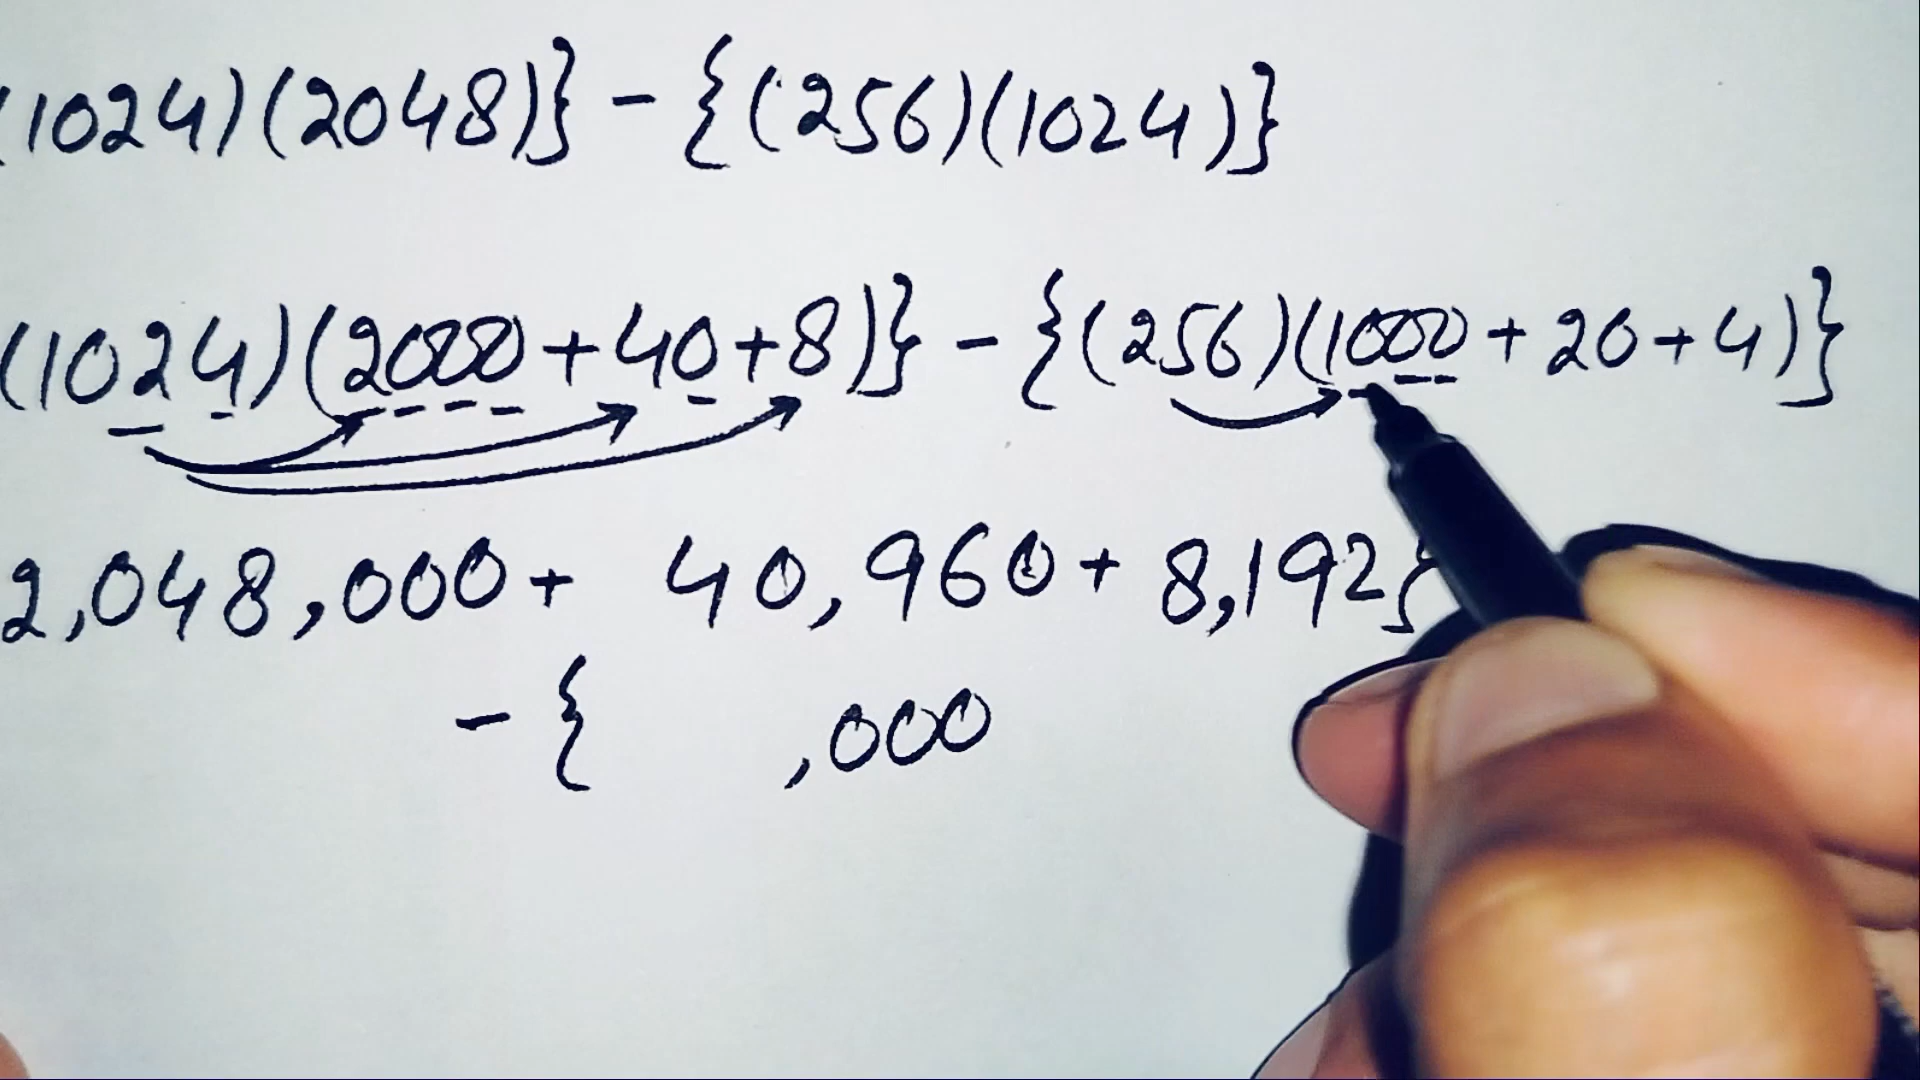 (1024)(2048)} - {(256)(1024)}
(1024)(2000+40+8)} - {(256)(1000+20+4)}
2,048,000+ 40,960+ 8,192}
- { ,000